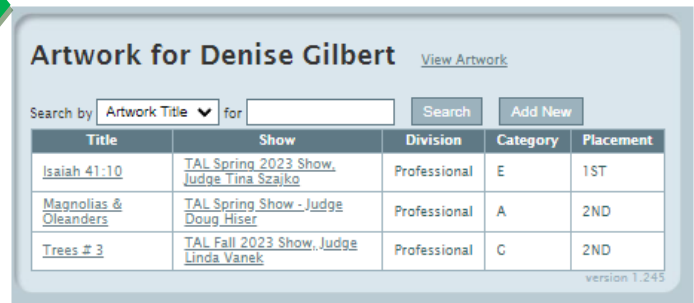 Artwork for Denise Gilbert View Artwork
Search by Artwork Title for Search Add New
Title Show Division Category Placement
Isaiah 41:10 TAL Spring 2023 Show, Judge Tina Szajko Professional E 1ST
Magnolias & Oleanders TAL Spring Show - Judge Doug Hiser Professional A 2ND
Trees # 3 TAL Fall 2023 Show, Judge Linda Vanek Professional G 2ND
version 1.245